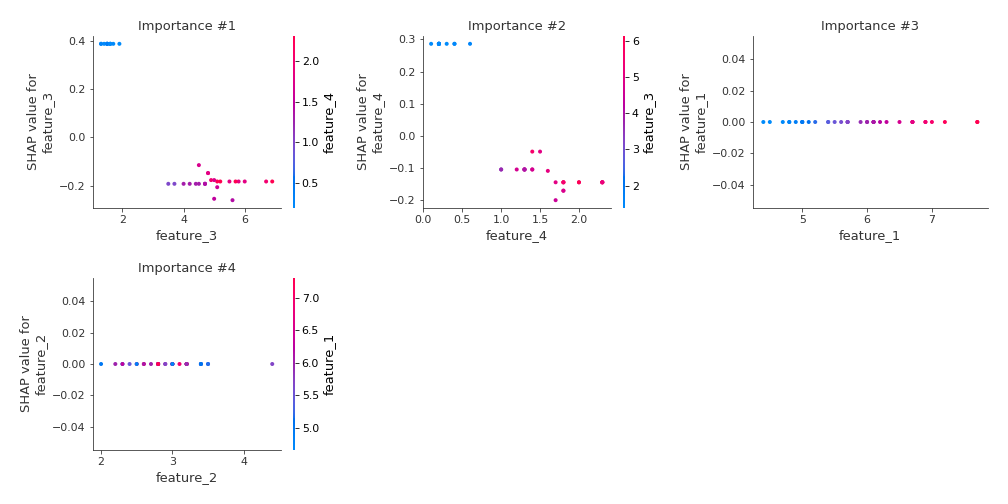 Importance #1
0.4
0.2
0.0
−0.2
2
4
6
feature_3
SHAP value for
feature_3
2.0
1.5
1.0
0.5
feature_4
Importance #2
0.3
0.2
0.1
0.0
−0.1
−0.2
0.0
0.5
1.0
1.5
2.0
feature_4
SHAP value for
feature_4
6
5
4
3
2
feature_3
Importance #3
0.04
0.02
0.00
−0.02
−0.04
5
6
7
feature_1
SHAP value for
feature_1
Importance #4
0.04
0.02
0.00
−0.02
−0.04
2
3
4
feature_2
SHAP value for
feature_2
7.0
6.5
6.0
5.5
5.0
feature_1